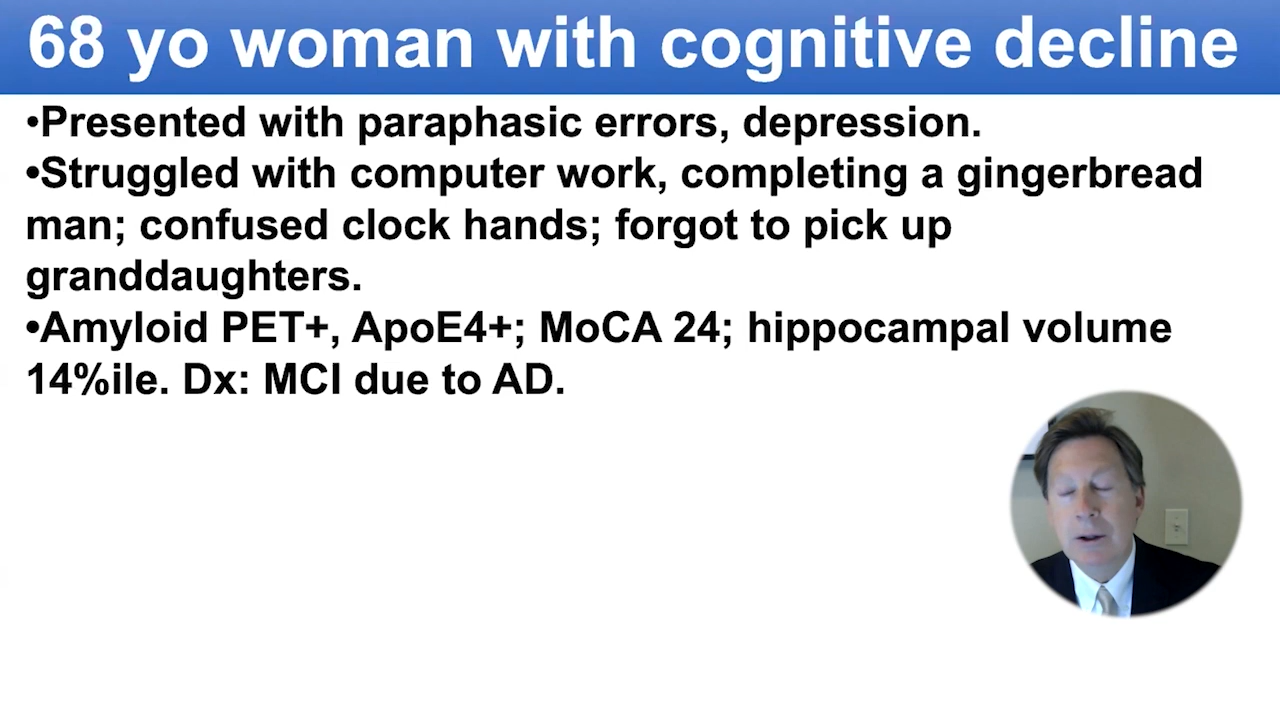 68 yo woman with cognitive decline
•Presented with paraphasic errors, depression.
•Struggled with computer work, completing a gingerbread
man; confused clock hands; forgot to pick up
granddaughters.
•Amyloid PET+, ApoE4+; MoCA 24; hippocampal volume
14%ile. Dx: MCI due to AD.